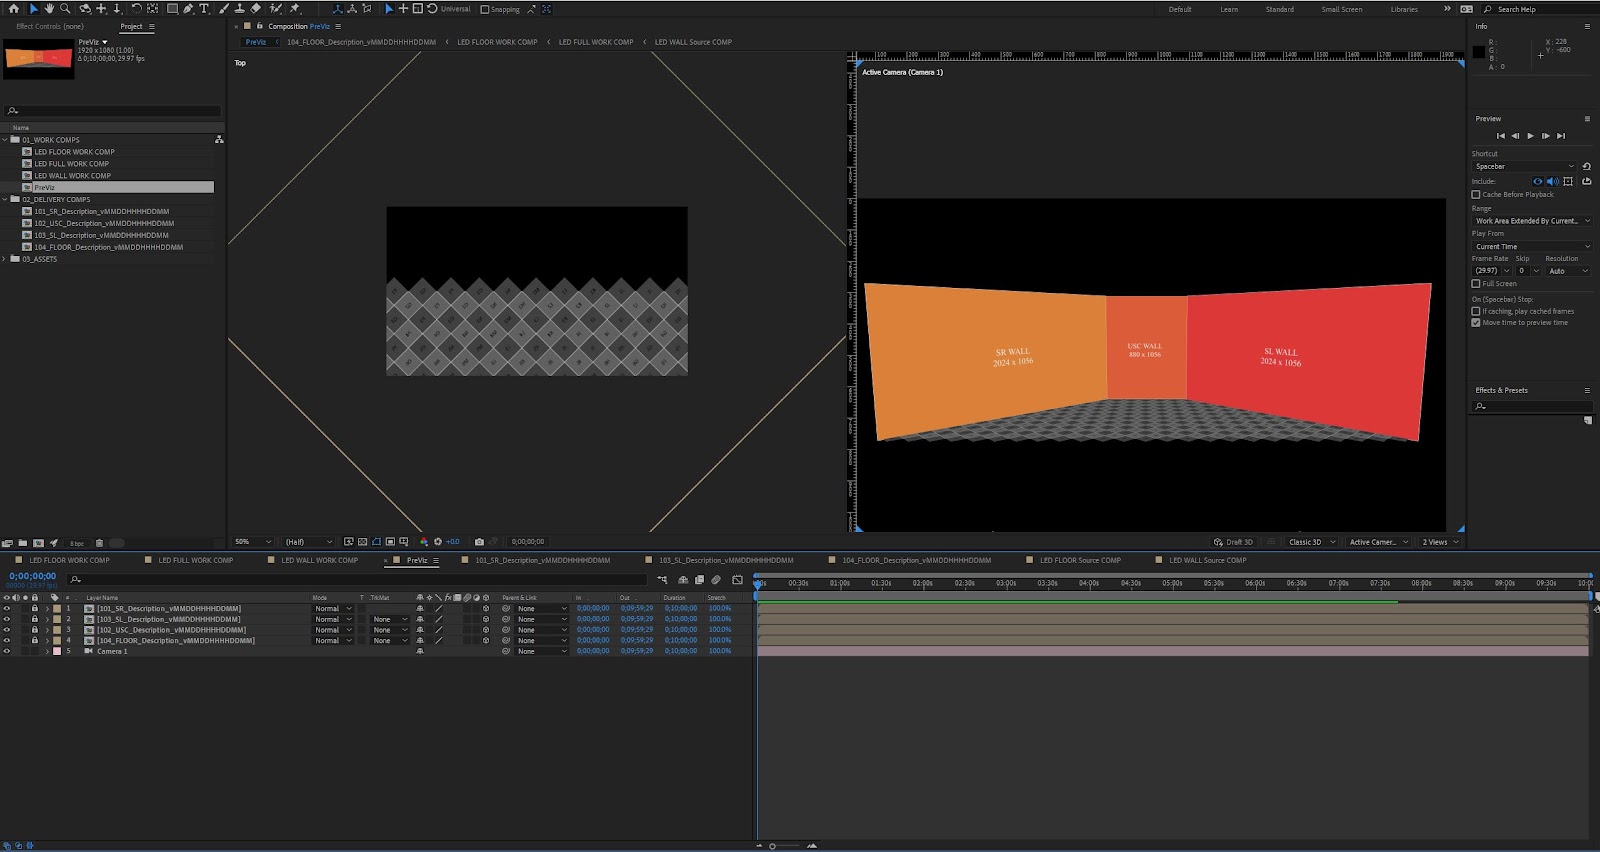 Universal
Snapping
Default
Learn
Standard
Small Screen
Libraries
Search Help
Effect Controls (none)
Project
Composition PreViz
Info
PreViz
1920 x 1080 (1.00)
Δ 0;10;00;00, 29.97 fps
PreViz
104_FLOOR_Description_vMMDDHHHHDDMM
LED FLOOR WORK COMP
LED FULL WORK COMP
LED WALL Source COMP
R :
G :
B :
A : 0
X : 228
Y : -600
Top
Active Camera (Camera 1)
Name
01_WORK COMPS
LED FLOOR WORK COMP
LED FULL WORK COMP
LED WALL WORK COMP
PreViz
02_DELIVERY COMPS
101_SR_Description_vMMDDHHHHDDMM
102_USC_Description_vMMDDHHHHDDMM
103_SL_Description_vMMDDHHHHDDMM
104_FLOOR_Description_vMMDDHHHHDDMM
03_ASSETS
SR WALL
2024 x 1056
USC WALL
880 x 1056
SL WALL
2024 x 1056
Preview
Shortcut
Spacebar
Include:
Cache Before Playback
Range
Work Area Extended By Current...
Play From
Current Time
Frame Rate Skip Resolution
(29.97) 0 Auto
Full Screen
On (Spacebar) Stop:
If caching, play cached frames
Move time to preview time
Effects & Presets
8 bpc
50%
(Half)
+0.0
0;00;00;00
Draft 3D
Classic 3D
Active Camer...
2 Views
LED FLOOR WORK COMP
LED FULL WORK COMP
LED WALL WORK COMP
PreViz
101_SR_Description_vMMDDHHHHDDMM
103_SL_Description_vMMDDHHHHDDMM
104_FLOOR_Description_vMMDDHHHHDDMM
LED FLOOR Source COMP
LED WALL Source COMP
0;00;00;00
00000 (29.97 fps)
00:30s 01:00s 01:30s 02:00s 02:30s 03:00s 03:30s 04:00s 04:30s 05:00s 05:30s 06:00s 06:30s 07:00s 07:30s 08:00s 08:30s 09:00s 09:30s
# Layer Name Mode T .TrkMat Parent & Link In Out Duration Stretch
1 [101_SR_Description_vMMDDHHHHDDMM] Normal None 0;00;00;00 0;09;59;29 0;10;00;00 100.0%
2 [103_SL_Description_vMMDDHHHHDDMM] Normal None None 0;00;00;00 0;09;59;29 0;10;00;00 100.0%
3 [102_USC_Description_vMMDDHHHHDDMM] Normal None None 0;00;00;00 0;09;59;29 0;10;00;00 100.0%
4 [104_FLOOR_Description_vMMDDHHHHDDMM] Normal None None 0;00;00;00 0;09;59;29 0;10;00;00 100.0%
5 Camera 1 None 0;00;00;00 0;09;59;29 0;10;00;00 100.0%